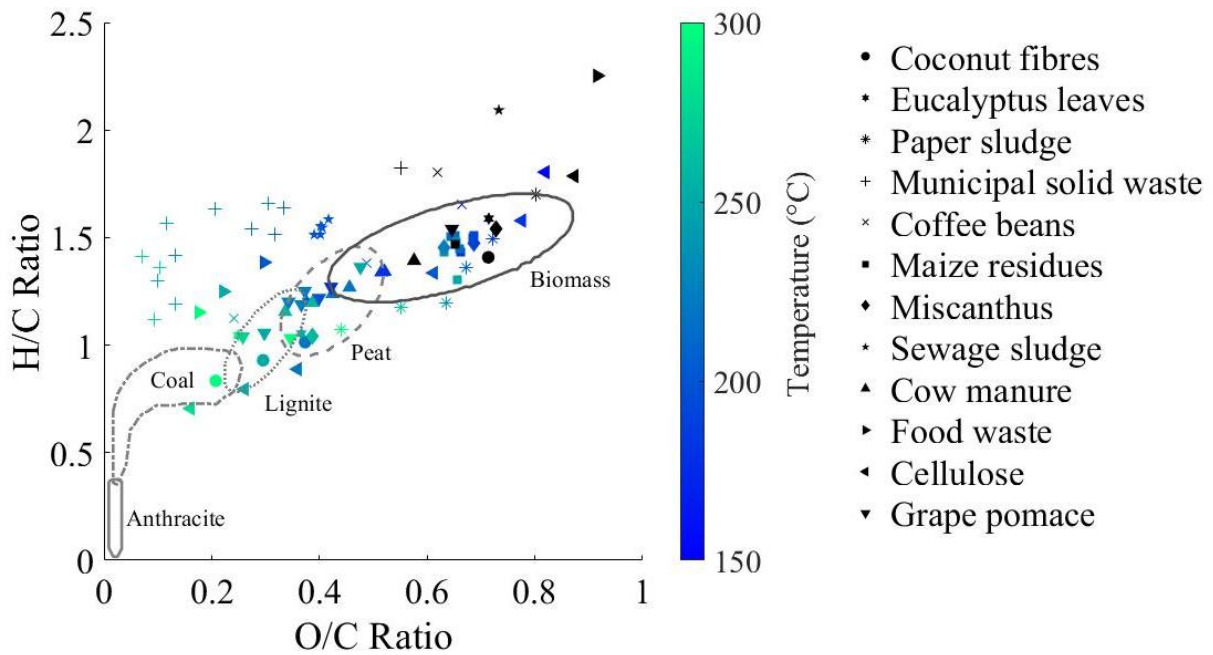 2.5
2
1.5
1
0.5
0
H/C Ratio
0
0.2
0.4
0.6
0.8
1
O/C Ratio
Biomass
Peat
Coal
Lignite
Anthracite
300
250
200
150
Temperature (°C)
Coconut fibres
Eucalyptus leaves
Paper sludge
Municipal solid waste
Coffee beans
Maize residues
Miscanthus
Sewage sludge
Cow manure
Food waste
Cellulose
Grape pomace